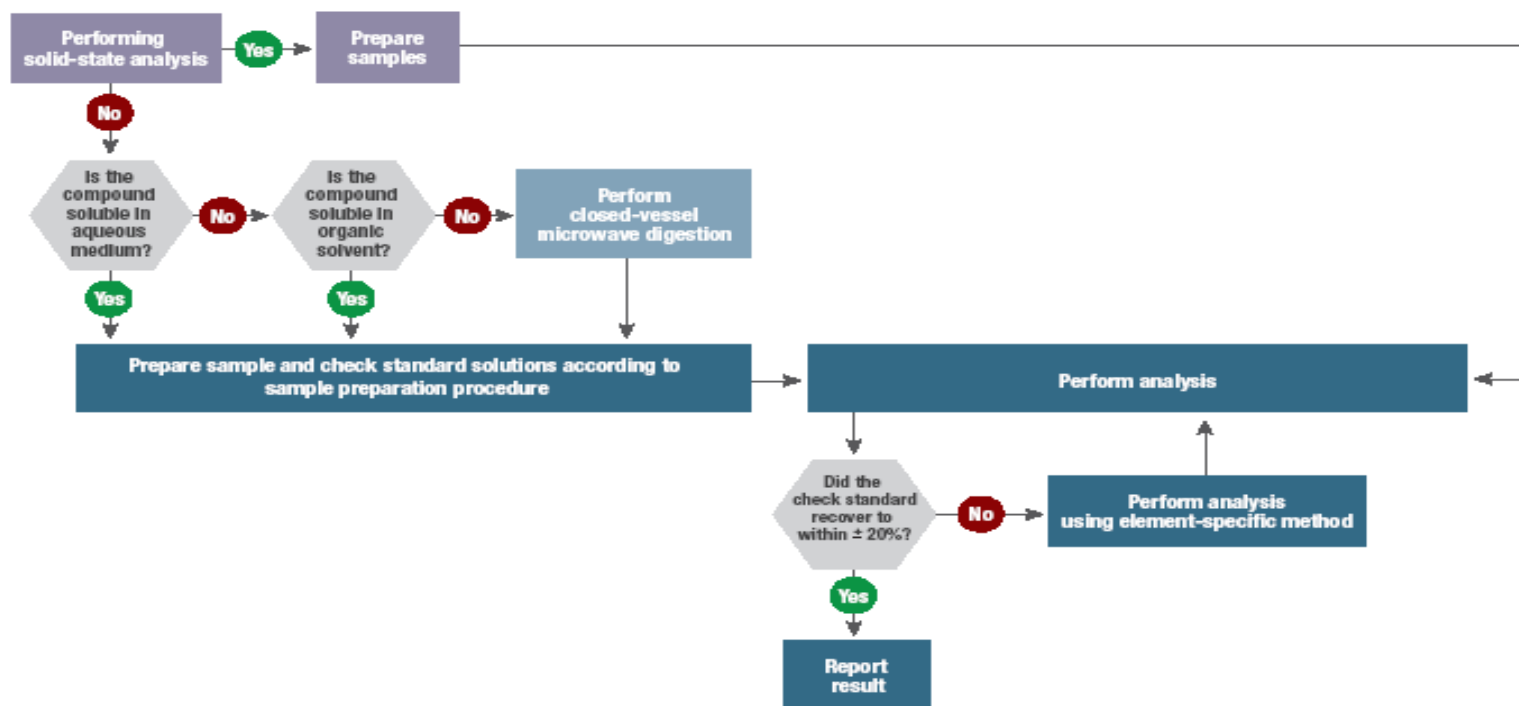 Performing
solid-state analysis
Yes
Prepare
samples
No
Is the
compound
soluble in
aqueous
medium?
No
Is the
compound
soluble in
organic
solvent?
No
Perform
closed-vessel
microwave digestion
Yes
Yes
Prepare sample and check standard solutions according to
sample preparation procedure
Perform analysis
Did the
check standard
recover to
within ± 20%?
No
Perform analysis
using element-specific method
Yes
Report
result